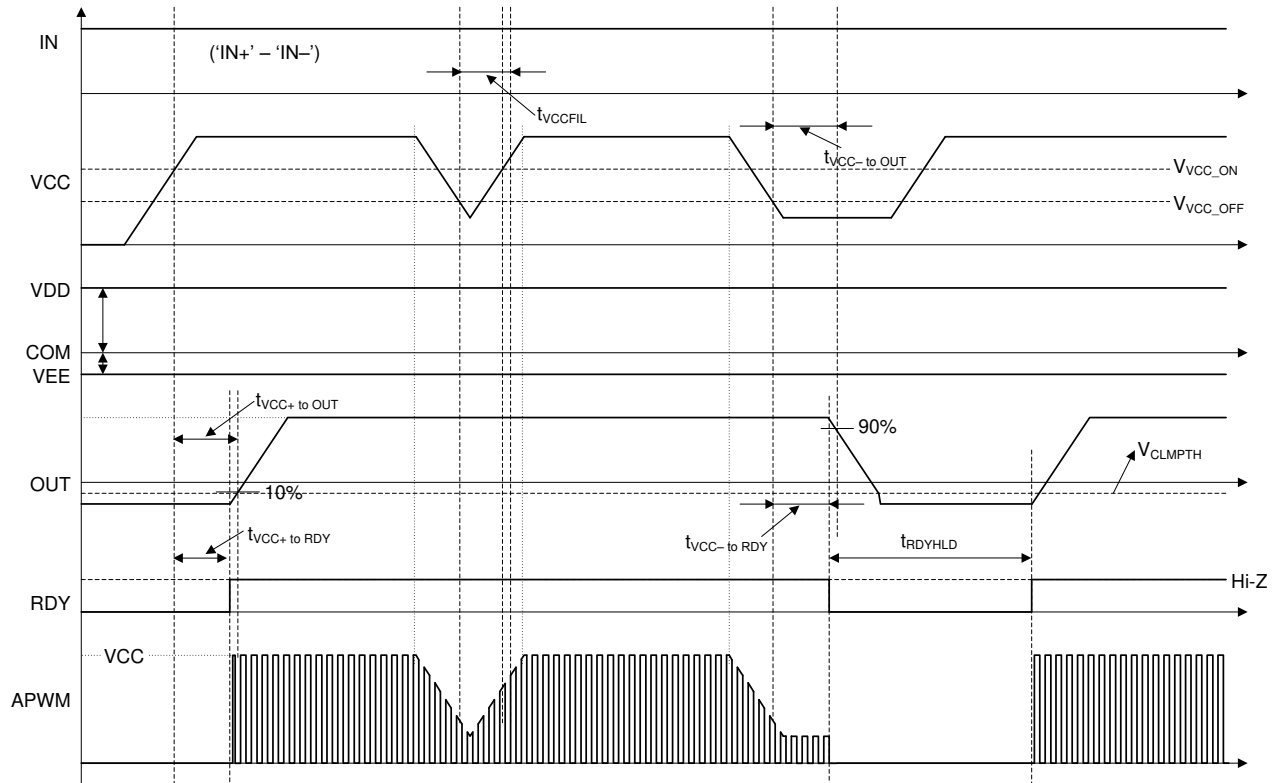 IN
(‘IN+’ – ‘IN–’)
tVCCFIL
tVCC– to OUT
VCC
VVCC_ON
VVCC_OFF
VDD
COM
VEE
tVCC+ to OUT
90%
VCLMPTH
OUT
10%
tVCC+ to RDY
tVCC– to RDY
tRDYHLD
Hi-Z
RDY
VCC
APWM